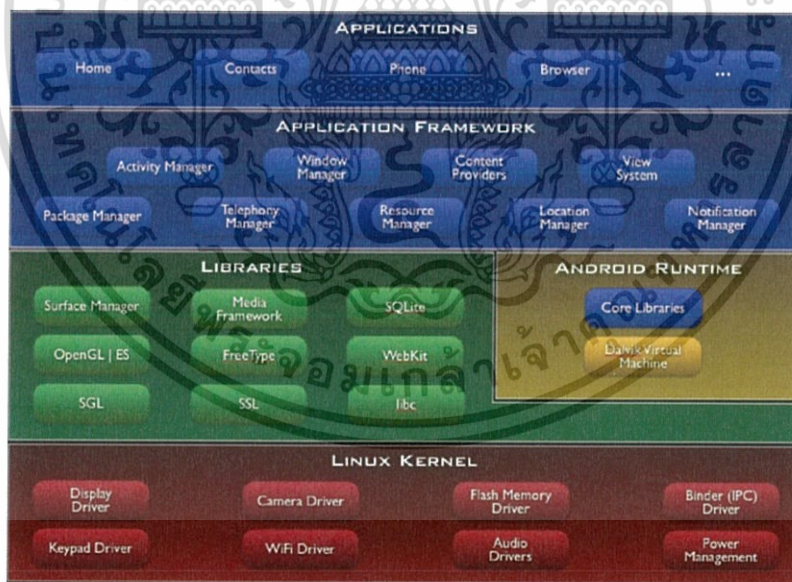 APPLICATIONS
Home
Contacts
Phone
Browser
...
APPLICATION FRAMEWORK
Activity Manager
Window
Manager
Content
Providers
View
System
Package Manager
Telephony
Manager
Resource
Manager
Location
Manager
Notification
Manager
LIBRARIES
Surface Manager
Media
Framework
SQLite
OpenGL | ES
FreeType
WebKit
SGL
SSL
libc
ANDROID RUNTIME
Core Libraries
Dalvik Virtual
Machine
LINUX KERNEL
Display
Driver
Camera Driver
Flash Memory
Driver
Binder (IPC)
Driver
Keypad Driver
WiFi Driver
Audio
Drivers
Power
Management